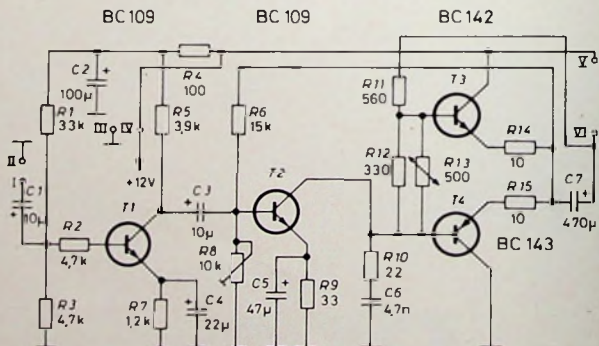 BC 109
BC 109
BC 142
C2
+
100µ
R4
100
V
R1
33k
III
IV
R5
3,9k
R6
15k
R11
560
T3
R14
10
VI
II
+12V
R12
330
R13
500
I
C1
+
10µ
T1
C3
+
10µ
T2
T4
R15
10
C7
+
470µ
BC 143
R2
4,7k
R8
10k
R10
22
R3
4,7k
R7
1,2k
+
C4
22µ
C5
+
47µ
R9
33
C6
4,7n